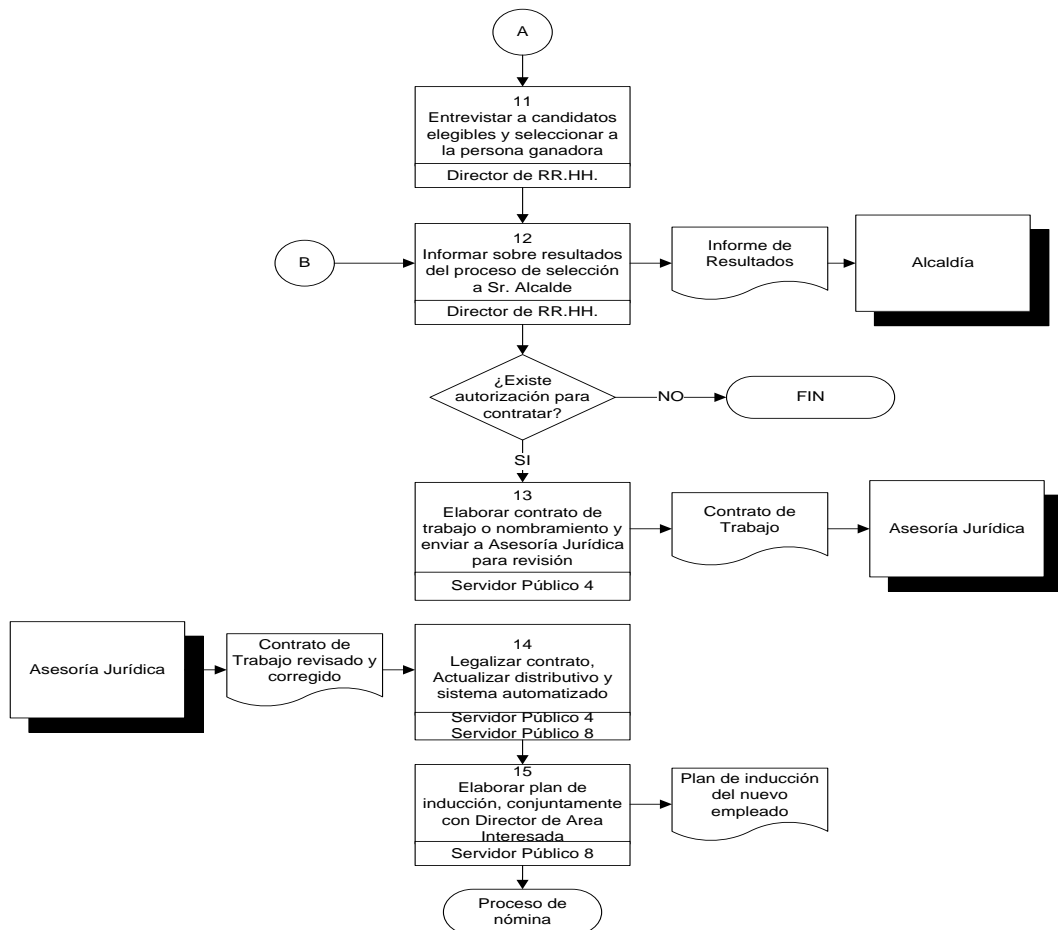 A
11
Entrevistar a candidatos
elegibles y seleccionar a
la persona ganadora
Director de RR.HH.
B
12
Informar sobre resultados
del proceso de selección
a Sr. Alcalde
Director de RR.HH.
Informe de
Resultados
Alcaldía
¿Existe
autorización para
contratar?
NO
FIN
SI
13
Elaborar contrato de
trabajo o nombramiento y
enviar a Asesoría Jurídica
para revisión
Servidor Público 4
Contrato de
Trabajo
Asesoría Jurídica
Asesoría Jurídica
Contrato de
Trabajo revisado y
corregido
14
Legalizar contrato,
Actualizar distributivo y
sistema automatizado
Servidor Público 4
Servidor Público 8
15
Elaborar plan de
inducción, conjuntamente
con Director de Area
Interesada
Servidor Público 8
Plan de inducción
del nuevo
empleado
Proceso de
nómina